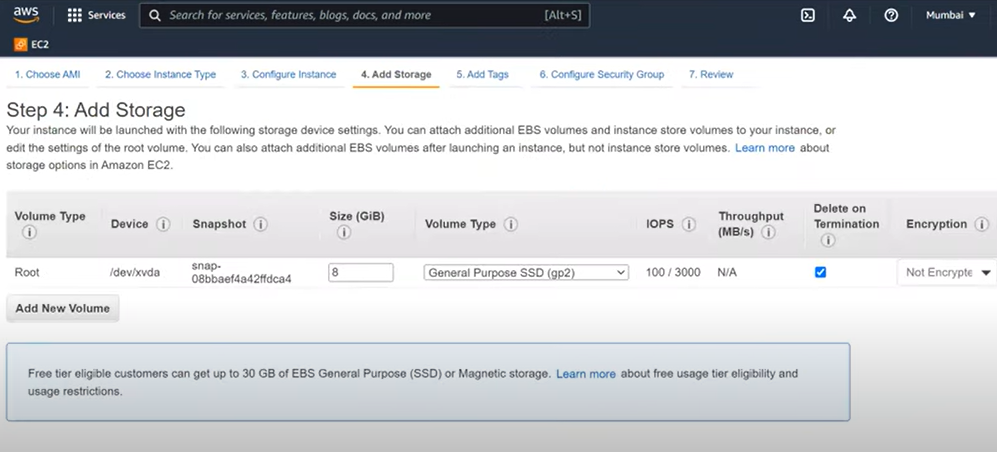 aws
Services
Search for services, features, blogs, docs, and more [Alt+S]
Mumbai
EC2
1. Choose AMI 2. Choose Instance Type 3. Configure Instance 4. Add Storage 5. Add Tags 6. Configure Security Group 7. Review
Step 4: Add Storage
Your instance will be launched with the following storage device settings. You can attach additional EBS volumes and instance store volumes to your instance, or
edit the settings of the root volume. You can also attach additional EBS volumes after launching an instance, but not instance store volumes. Learn more about
storage options in Amazon EC2.
Volume Type Device Snapshot Size (GiB) Volume Type IOPS Throughput (MB/s) Delete on Termination Encryption
Root /dev/xvda snap-08bbaef4a42ffdca4 8 General Purpose SSD (gp2) 100 / 3000 N/A Not Encrypte
Add New Volume
Free tier eligible customers can get up to 30 GB of EBS General Purpose (SSD) or Magnetic storage. Learn more about free usage tier eligibility and
usage restrictions.